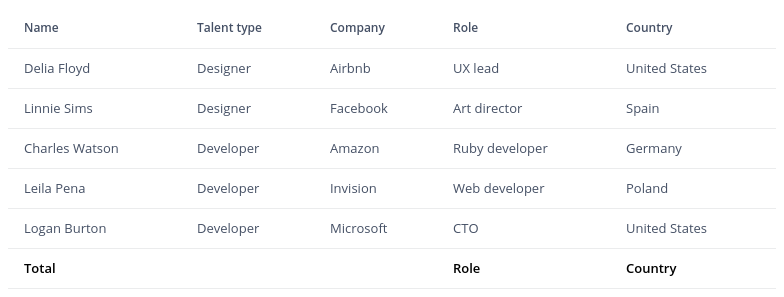 Name Talent type Company Role Country
Delia Floyd Designer Airbnb UX lead United States
Linnie Sims Designer Facebook Art director Spain
Charles Watson Developer Amazon Ruby developer Germany
Leila Pena Developer Invision Web developer Poland
Logan Burton Developer Microsoft CTO United States
Total Role Country